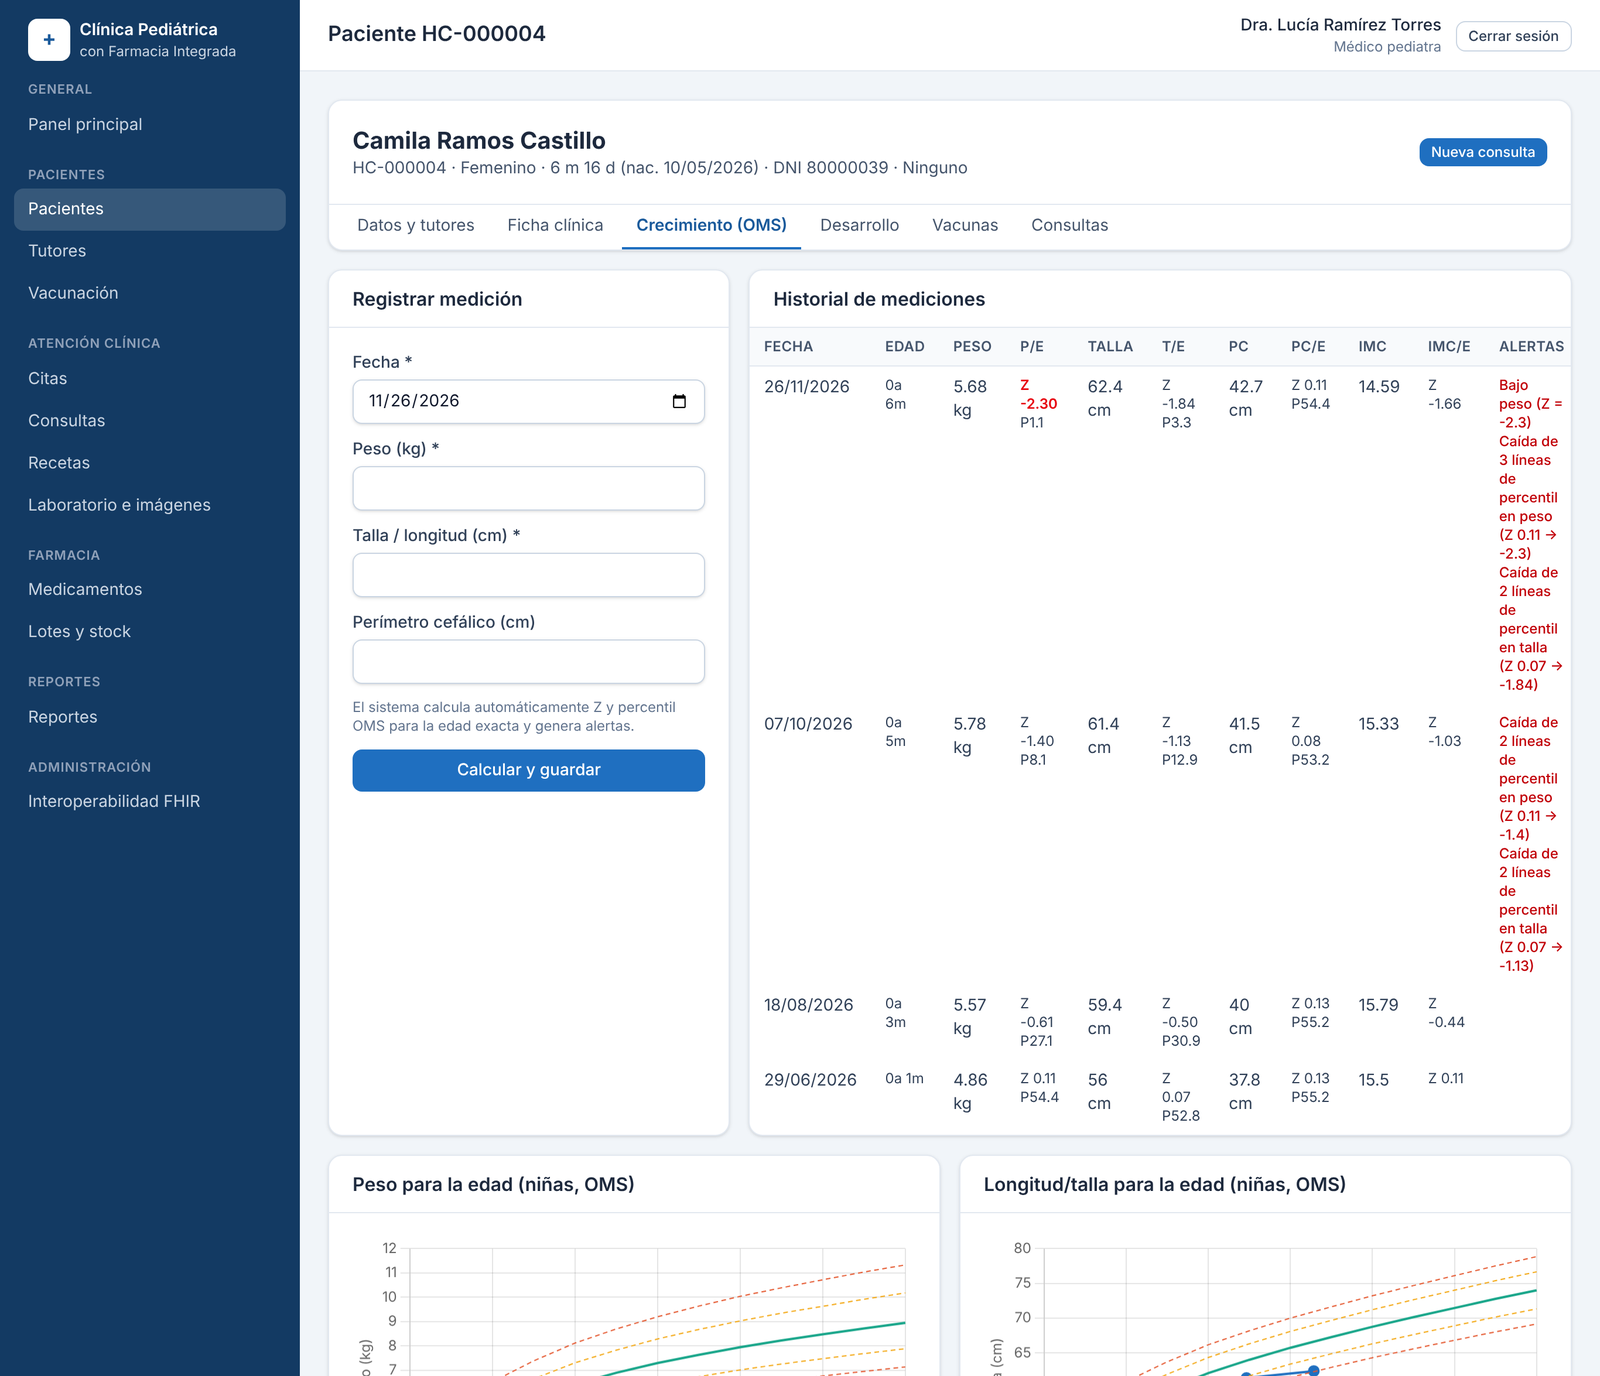 +
Clínica Pediátrica
con Farmacia Integrada
GENERAL
Panel principal
PACIENTES
Pacientes
Tutores
Vacunación
ATENCIÓN CLÍNICA
Citas
Consultas
Recetas
Laboratorio e imágenes
FARMACIA
Medicamentos
Lotes y stock
REPORTES
Reportes
ADMINISTRACIÓN
Interoperabilidad FHIR
Paciente HC-000004
Dra. Lucía Ramírez Torres
Médico pediatra
Cerrar sesión
Camila Ramos Castillo
HC-000004 · Femenino · 6 m 16 d (nac. 10/05/2026) · DNI 80000039 · Ninguno
Nueva consulta
Datos y tutores Ficha clínica Crecimiento (OMS) Desarrollo Vacunas Consultas
Registrar medición
Fecha *
11/26/2026
Peso (kg) *
Talla / longitud (cm) *
Perímetro cefálico (cm)
El sistema calcula automáticamente Z y percentil
OMS para la edad exacta y genera alertas.
Calcular y guardar
Historial de mediciones
FECHA EDAD PESO P/E TALLA T/E PC PC/E IMC IMC/E ALERTAS
26/11/2026
0a
6m
5.68
kg
Z
-2.30
P1.1
62.4
cm
Z
-1.84
P3.3
42.7
cm
Z 0.11
P54.4
14.59
Z
-1.66
Bajo
peso (Z =
-2.3)
Caída de
3 líneas
de
percentil
en peso
(Z 0.11 →
-2.3)
Caída de
2 líneas
de
percentil
en talla
(Z 0.07 →
-1.84)
07/10/2026
0a
5m
5.78
kg
Z
-1.40
P8.1
61.4
cm
Z
-1.13
P12.9
41.5
cm
Z
0.08
P53.2
15.33
Z
-1.03
Caída de
2 líneas
de
percentil
en peso
(Z 0.11 →
-1.4)
Caída de
2 líneas
de
percentil
en talla
(Z 0.07 →
-1.13)
18/08/2026
0a
3m
5.57
kg
Z
-0.61
P27.1
59.4
cm
Z
-0.50
P30.9
40
cm
Z 0.13
P55.2
15.79
Z
-0.44
29/06/2026
0a 1m
4.86
kg
Z 0.11
P54.4
56
cm
Z
0.07
P52.8
37.8
cm
Z 0.13
P55.2
15.5
Z 0.11
Peso para la edad (niñas, OMS)
12
11
10
9
8
7
(kg)
Longitud/talla para la edad (niñas, OMS)
80
75
70
65
(cm)